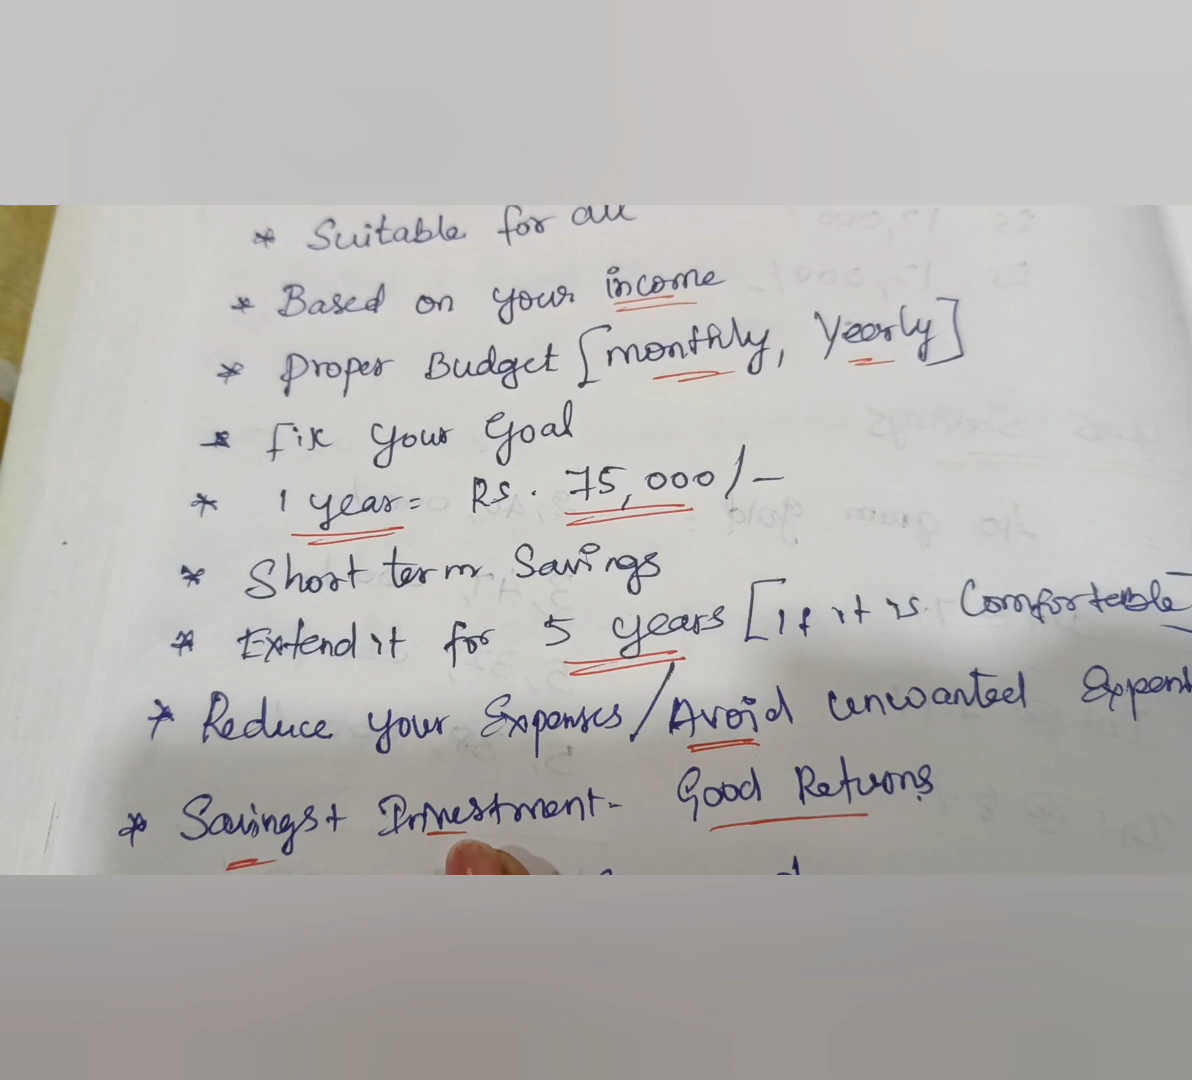 * Suitable for all
* Based on your income
* Proper Budget [monthly, Yearly]
* Fix your Goal
* 1 year = Rs. 75,000/-
* Short term Savings
* Extend it for 5 years [if it is Comfortable]
* Reduce your Expenses / Avoid unwanted
* Savings + Investment - Good Returns